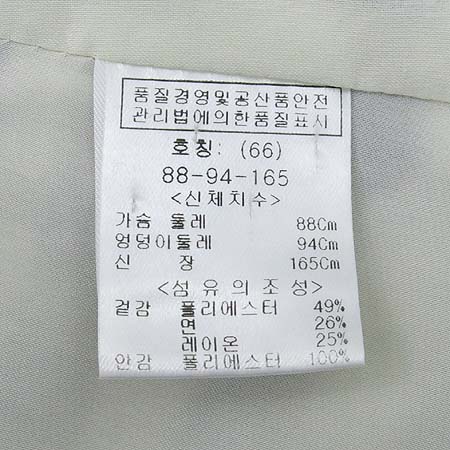 품질경영및공산품안전
관리법에의한품질표시
호칭: (66)
88-94-165
<신체치수>
가슴 둘레 88Cm
엉덩이둘레 94Cm
신 장 165Cm
<섬유의조성>
겉감 폴리에스터 49%
면 26%
레이온 25%
안감 폴리에스터 100%